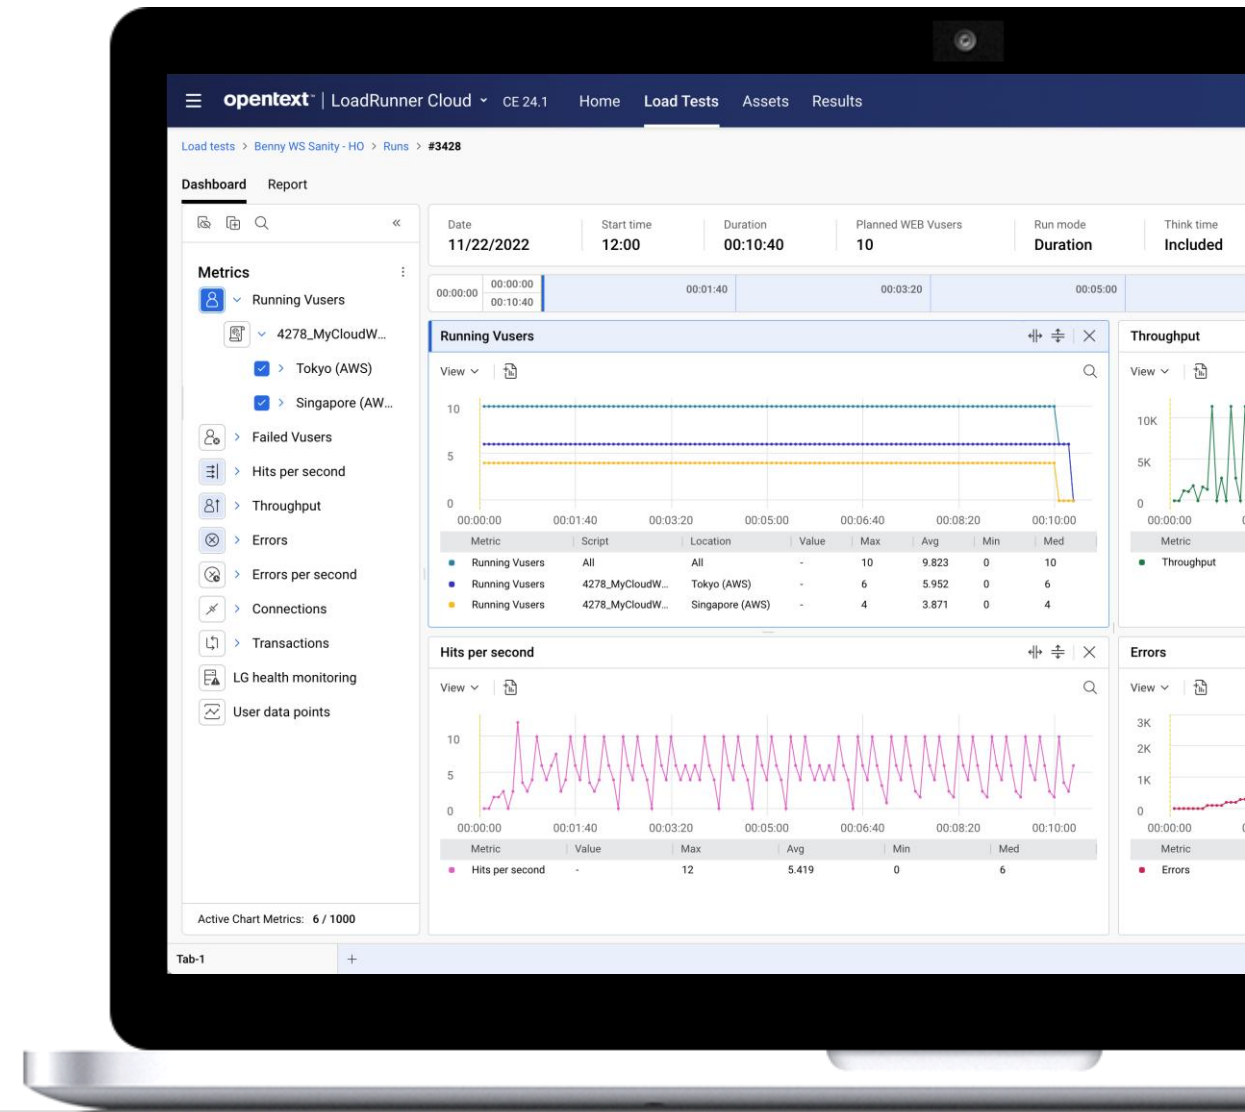 opentext™ | LoadRunner Cloud CE 24.1 Home Load Tests Assets Results
Load tests > Benny WS Sanity - HO > Runs > #3428
Dashboard Report
Date Start time Duration Planned WEB Vusers Run mode Think time
11/22/2022 12:00 00:10:40 10 Duration Included
Metrics
Running Vusers
4278_MyCloudW...
Tokyo (AWS)
Singapore (AW...
Failed Vusers
Hits per second
Throughput
Errors
Errors per second
Connections
Transactions
LG health monitoring
User data points
Active Chart Metrics: 6 / 1000
00:00:00 00:00:00 00:01:40 00:03:20 00:05:00
00:10:40
Running Vusers
View
10
5
0
00:00:00 00:01:40 00:03:20 00:05:00 00:06:40 00:08:20 00:10:00
Metric Script Location Value Max Avg Min Med
Running Vusers All All - 10 9.823 0 10
Running Vusers 4278_MyCloudW... Tokyo (AWS) - 6 5.952 0 6
Running Vusers 4278_MyCloudW... Singapore (AWS) - 4 3.871 0 4
Throughput
View
10K
5K
0
00:00:00
Metric
Throughput
Hits per second
View
10
5
0
00:00:00 00:01:40 00:03:20 00:05:00 00:06:40 00:08:20 00:10:00
Metric Value Max Avg Min Med
Hits per second - 12 5.419 0 6
Errors
View
3K
2K
1K
0
00:00:00
Metric
Errors
Tab-1 +